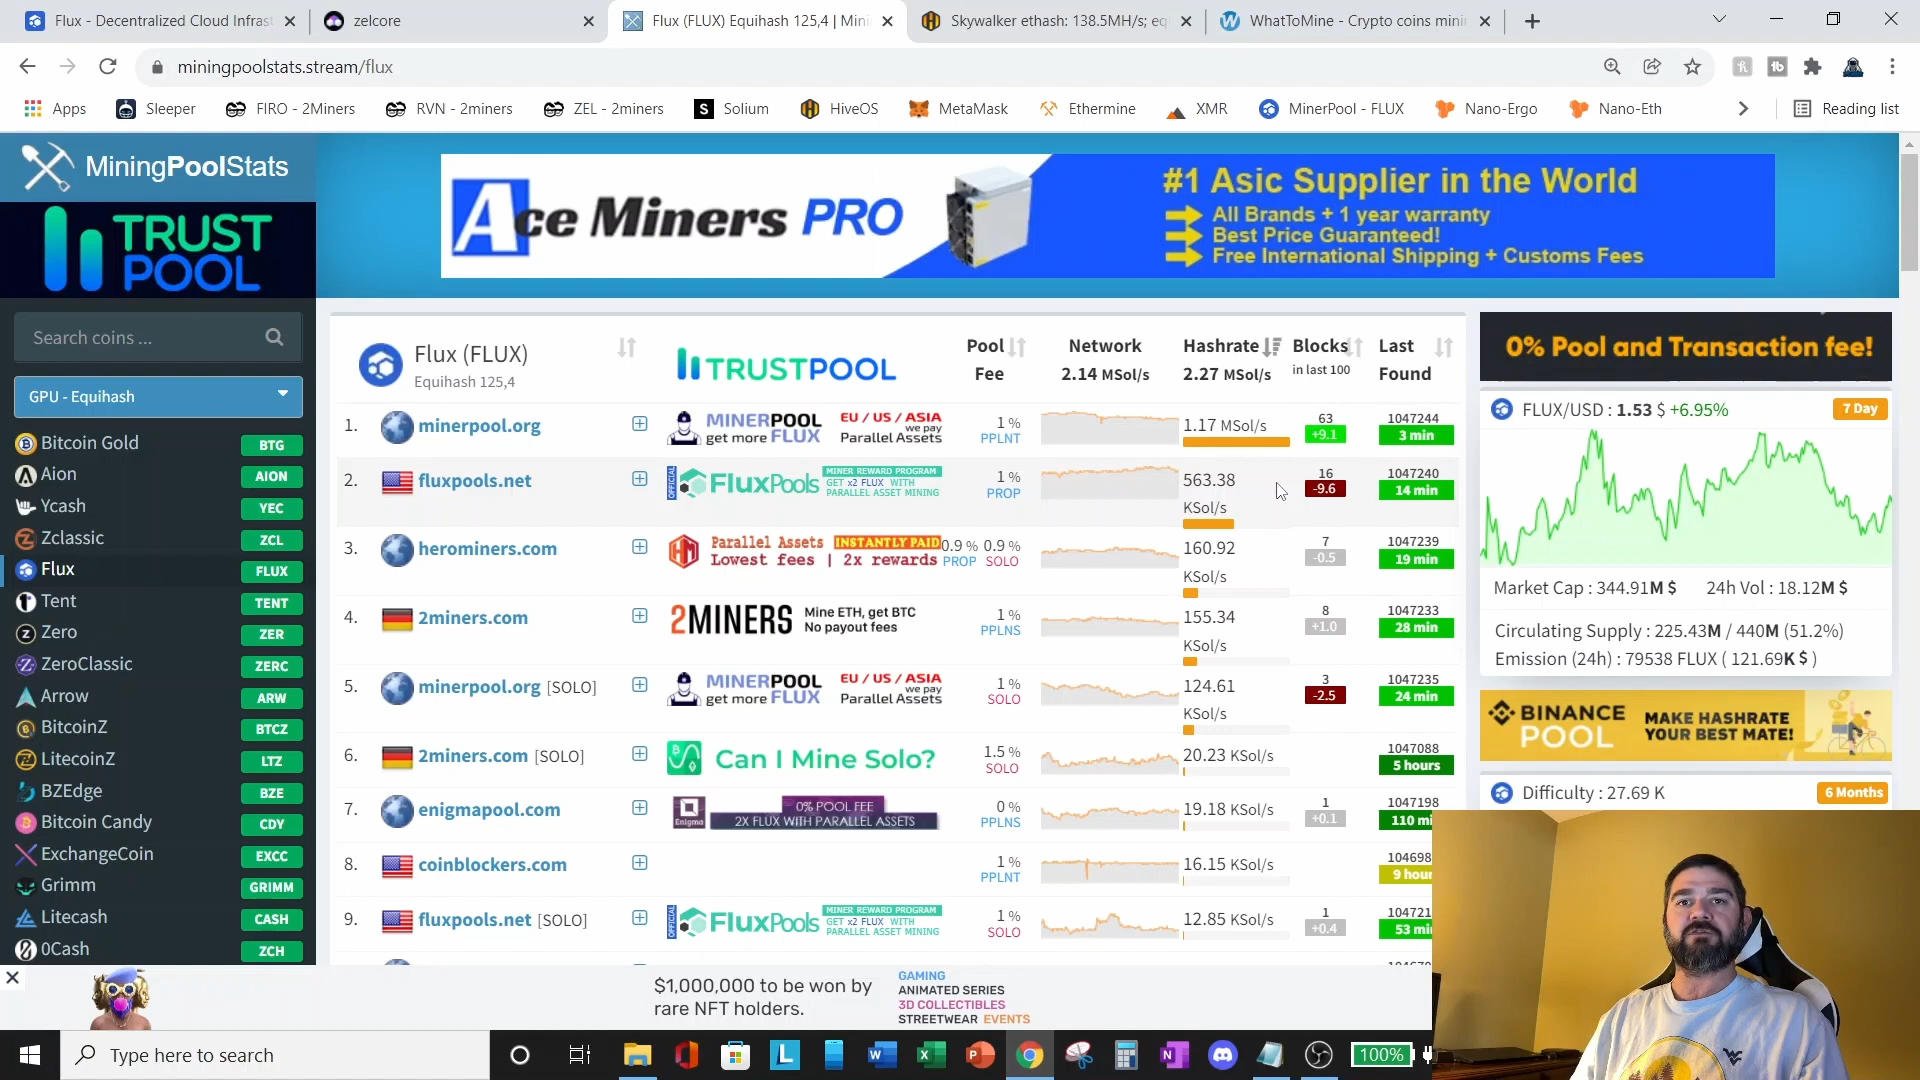 Flux - Decentralized Cloud Infrast
zelcore
Flux (FLUX) Equihash 125,4 | Mini
Skywalker ethash: 138.5MH/s; eq
WhatToMine - Crypto coins mini
miningpoolstats.stream/flux
Apps Sleeper FIRO - 2Miners RVN - 2miners ZEL - 2miners Solium HiveOS MetaMask Ethermine XMR MinerPool - FLUX Nano-Ergo Nano-Eth Reading list
MiningPoolStats
TRUST
POOL
Ace Miners PRO
#1 Asic Supplier in the World
All Brands + 1 year warranty
Best Price Guaranteed!
Free International Shipping + Customs Fees
Search coins ...
GPU - Equihash
Bitcoin Gold BTG
Aion AION
Ycash YEC
Zclassic ZCL
Flux FLUX
Tent TENT
Zero ZER
ZeroClassic ZERC
Arrow ARW
BitcoinZ BTCZ
LitecoinZ LTZ
BZEdge BZE
Bitcoin Candy CDY
ExchangeCoin EXCC
Grimm GRIMM
Litecash CASH
0Cash ZCH
Flux (FLUX)
Equihash 125,4
TRUSTPOOL
Pool
Fee
Network
2.14 MSol/s
Hashrate
2.27 MSol/s
Blocks
in last 100
Last
Found
1. minerpool.org
MINERPOOL
get more FLUX
EU / US / ASIA
we pay
Parallel Assets
1 %
PPLNT
1.17 MSol/s
63
+9.1
1047244
3 min
2. fluxpools.net
OFFICIAL
FluxPools
MINER REWARD PROGRAM
GET x2 FLUX WITH
PARALLEL ASSET MINING
1 %
PROP
563.38
KSol/s
16
-9.6
1047240
14 min
3. herominers.com
HM
Parallel Assets INSTANTLY PAID
Lowest fees | 2x rewards
0.9 % 0.9 %
PROP SOLO
160.92
KSol/s
7
-0.5
1047239
19 min
4. 2miners.com
2MINERS
Mine ETH, get BTC
No payout fees
1 %
PPLNS
155.34
KSol/s
8
+1.0
1047233
28 min
5. minerpool.org [SOLO]
MINERPOOL
get more FLUX
EU / US / ASIA
we pay
Parallel Assets
1 %
SOLO
124.61
KSol/s
3
-2.5
1047235
24 min
6. 2miners.com [SOLO]
Can I Mine Solo?
1.5 %
SOLO
20.23 KSol/s
1047088
5 hours
7. enigmapool.com
Enigma
0% POOL FEE
2X FLUX WITH PARALLEL ASSETS
0 %
PPLNS
19.18 KSol/s
1
+0.1
1047198
110 mi
8. coinblockers.com
1 %
PPLNT
16.15 KSol/s
104698
9 hour
9. fluxpools.net [SOLO]
OFFICIAL
FluxPools
MINER REWARD PROGRAM
GET x2 FLUX WITH
PARALLEL ASSET MINING
1 %
SOLO
12.85 KSol/s
1
+0.4
104721
53 mi
0% Pool and Transaction fee!
FLUX/USD : 1.53 $ +6.95% 7 Day
Market Cap : 344.91M $ 24h Vol : 18.12M $
Circulating Supply : 225.43M / 440M (51.2%)
Emission (24h) : 79538 FLUX ( 121.69K $ )
BINANCE
POOL
MAKE HASHRATE
YOUR BEST MATE!
Difficulty : 27.69 K 6 Months
$1,000,000 to be won by
rare NFT holders.
GAMING
ANIMATED SERIES
3D COLLECTIBLES
STREETWEAR EVENTS
Type here to search
100%